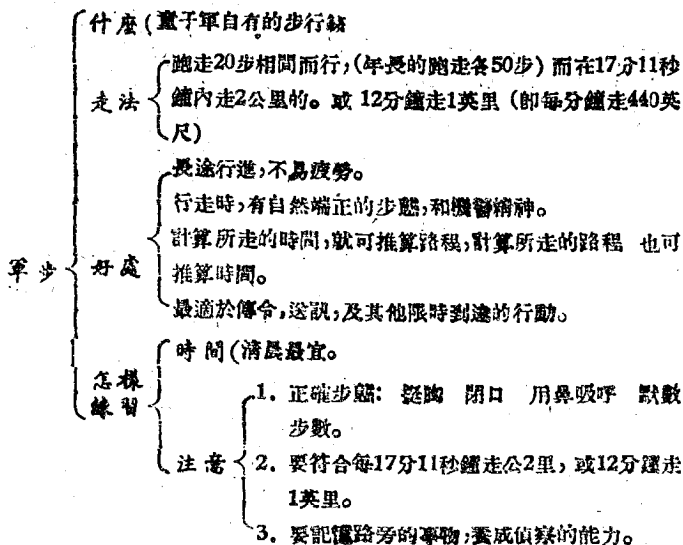 什麼(童子軍自有的步行
跑走20步相間而行,(年長的跑走各50步)而在17分11秒
走法 鐘內走2公里的。或 12分鐘走1英里 (卽每分鐘走440英
尺)
長途行進,不易疲勞。
行走時,有自然端正的步態,和機警精神。
計算所走的時間,就可推算路程,計算所走的路程 也可
軍步 好處
推算時間。
最適於傳令,送訊,及其他限時到達的行動。
時間(清晨最宜。
怎樣
練習
1. 正確步態: 挺胸 閉口 用鼻吸呼 默數
步數。
注意 2. 要符合每17分11秒鐘走公2里,或12分鐘走
1英里。
3. 要記憶路旁的事物;養成偵察的能力。